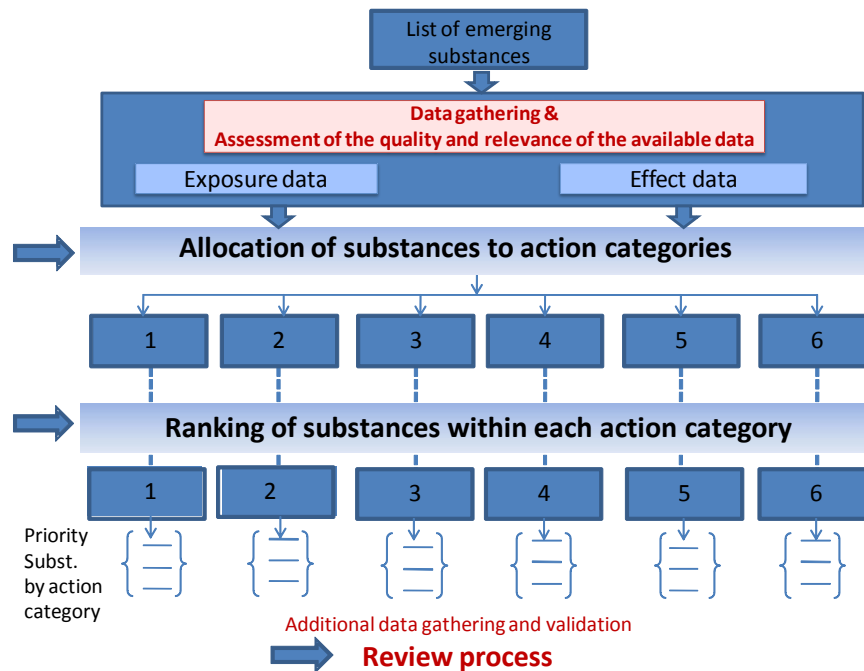 List of emerging
substances
Data gathering &
Assessment of the quality and relevance of the available data
Exposure data
Effect data
Allocation of substances to action categories
1
2
3
4
5
6
Ranking of substances within each action category
1
2
3
4
5
6
Priority
Subst.
by action
category
Additional data gathering and validation
Review process